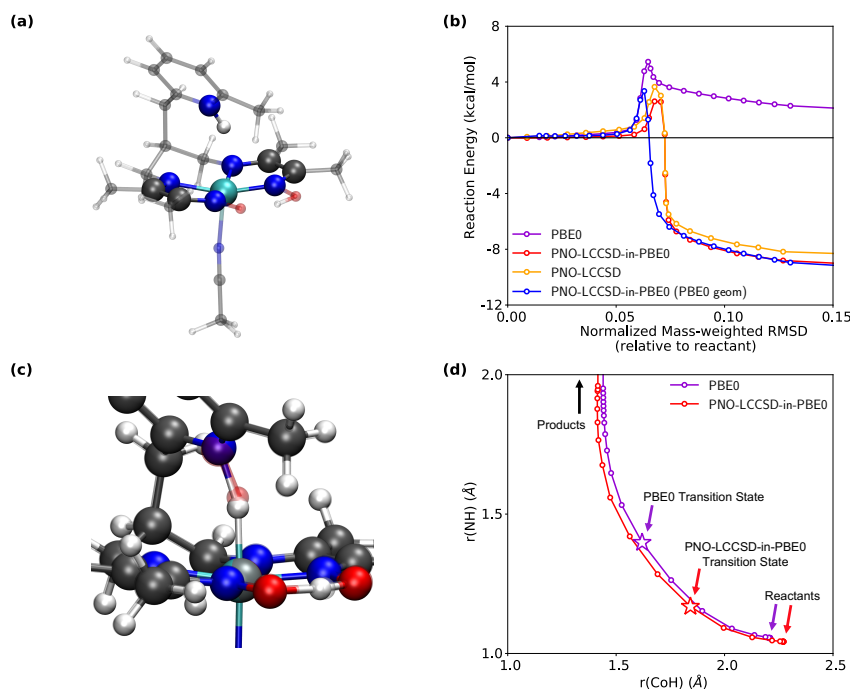 (a)
(b)
8
4
0
-4
-8
-12
Reaction Energy (kcal/mol)
PBE0
PNO-LCCSD-in-PBE0
PNO-LCCSD
PNO-LCCSD-in-PBE0 (PBE0 geom)
0.00 0.05 0.10 0.15
Normalized Mass-weighted RMSD
(relative to reactant)
(c)
(d)
2.0
1.5
1.0
r(NH) (Å)
PBE0
PNO-LCCSD-in-PBE0
Products
PBE0 Transition State
PNO-LCCSD-in-PBE0
Transition State
Reactants
1.0 1.5 2.0 2.5
r(CoH) (Å)